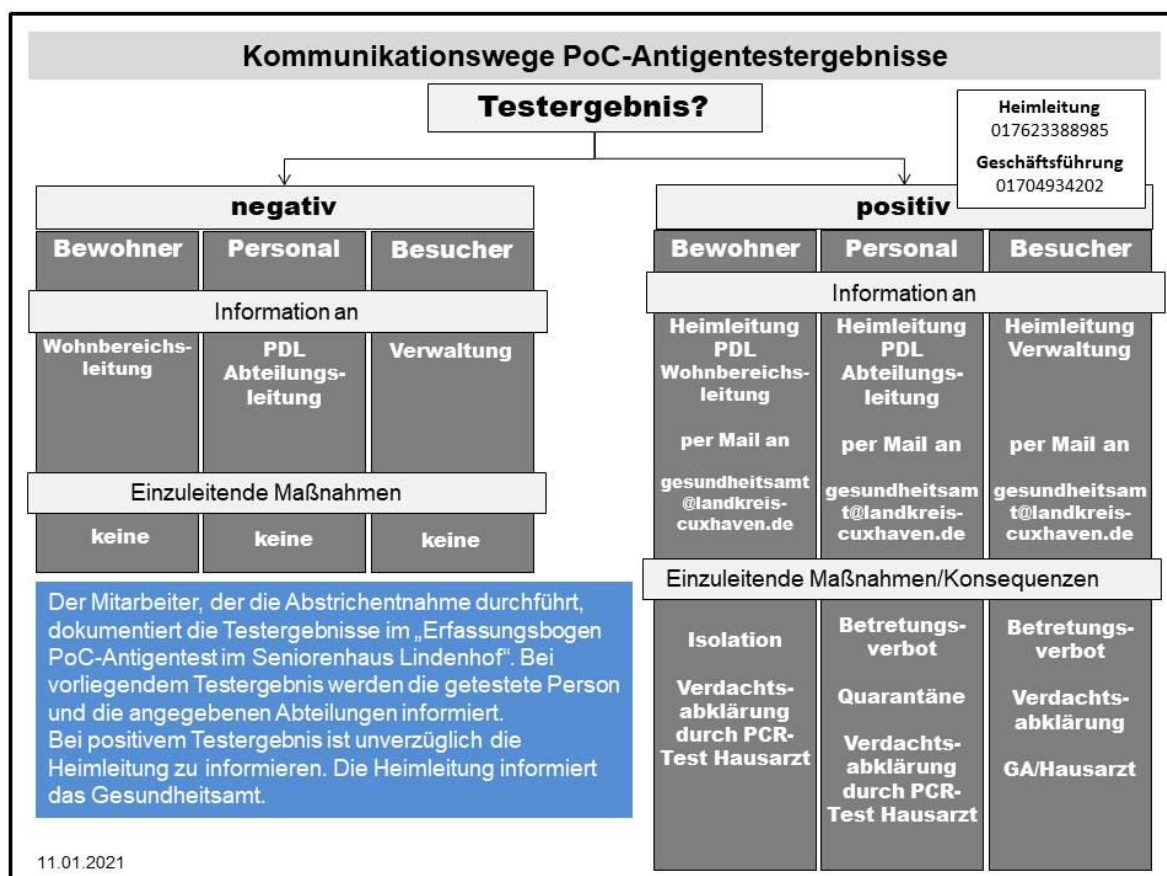 Kommunikationswege PoC-Antigentestergebnisse
Testergebnis?
Heimleitung
017623388985
Geschäftsführung
01704934202
negativ
Bewohner
Personal
Besucher
Information an
Wohnbereichs-
leitung
PDL
Abteilungs-
leitung
Verwaltung
Einzuleitende Maßnahmen
keine
keine
keine
positiv
Bewohner
Personal
Besucher
Information an
Heimleitung
PDL
Wohnbereichs-
leitung
per Mail an
gesundheitsamt
@landkreis-
cuxhaven.de
Heimleitung
PDL
Abteilungs-
leitung
per Mail an
gesundheitsam
t@landkreis-
cuxhaven.de
Heimleitung
Verwaltung
per Mail an
gesundheitsam
t@landkreis-
cuxhaven.de
Einzuleitende Maßnahmen/Konsequenzen
Isolation
Verdachts-
abklärung
durch PCR-
Test Hausarzt
Betretungs-
verbot
Quarantäne
Verdachts-
abklärung
durch PCR-
Test Hausarzt
Betretungs-
verbot
Verdachts-
abklärung
GA/Hausarzt
Der Mitarbeiter, der die Abstrichentnahme durchführt,
dokumentiert die Testergebnisse im „Erfassungsbogen
PoC-Antigentest im Seniorenhaus Lindenhof“. Bei
vorliegendem Testergebnis werden die getestete Person
und die angegebenen Abteilungen informiert.
Bei positivem Testergebnis ist unverzüglich die
Heimleitung zu informieren. Die Heimleitung informiert
das Gesundheitsamt.
11.01.2021